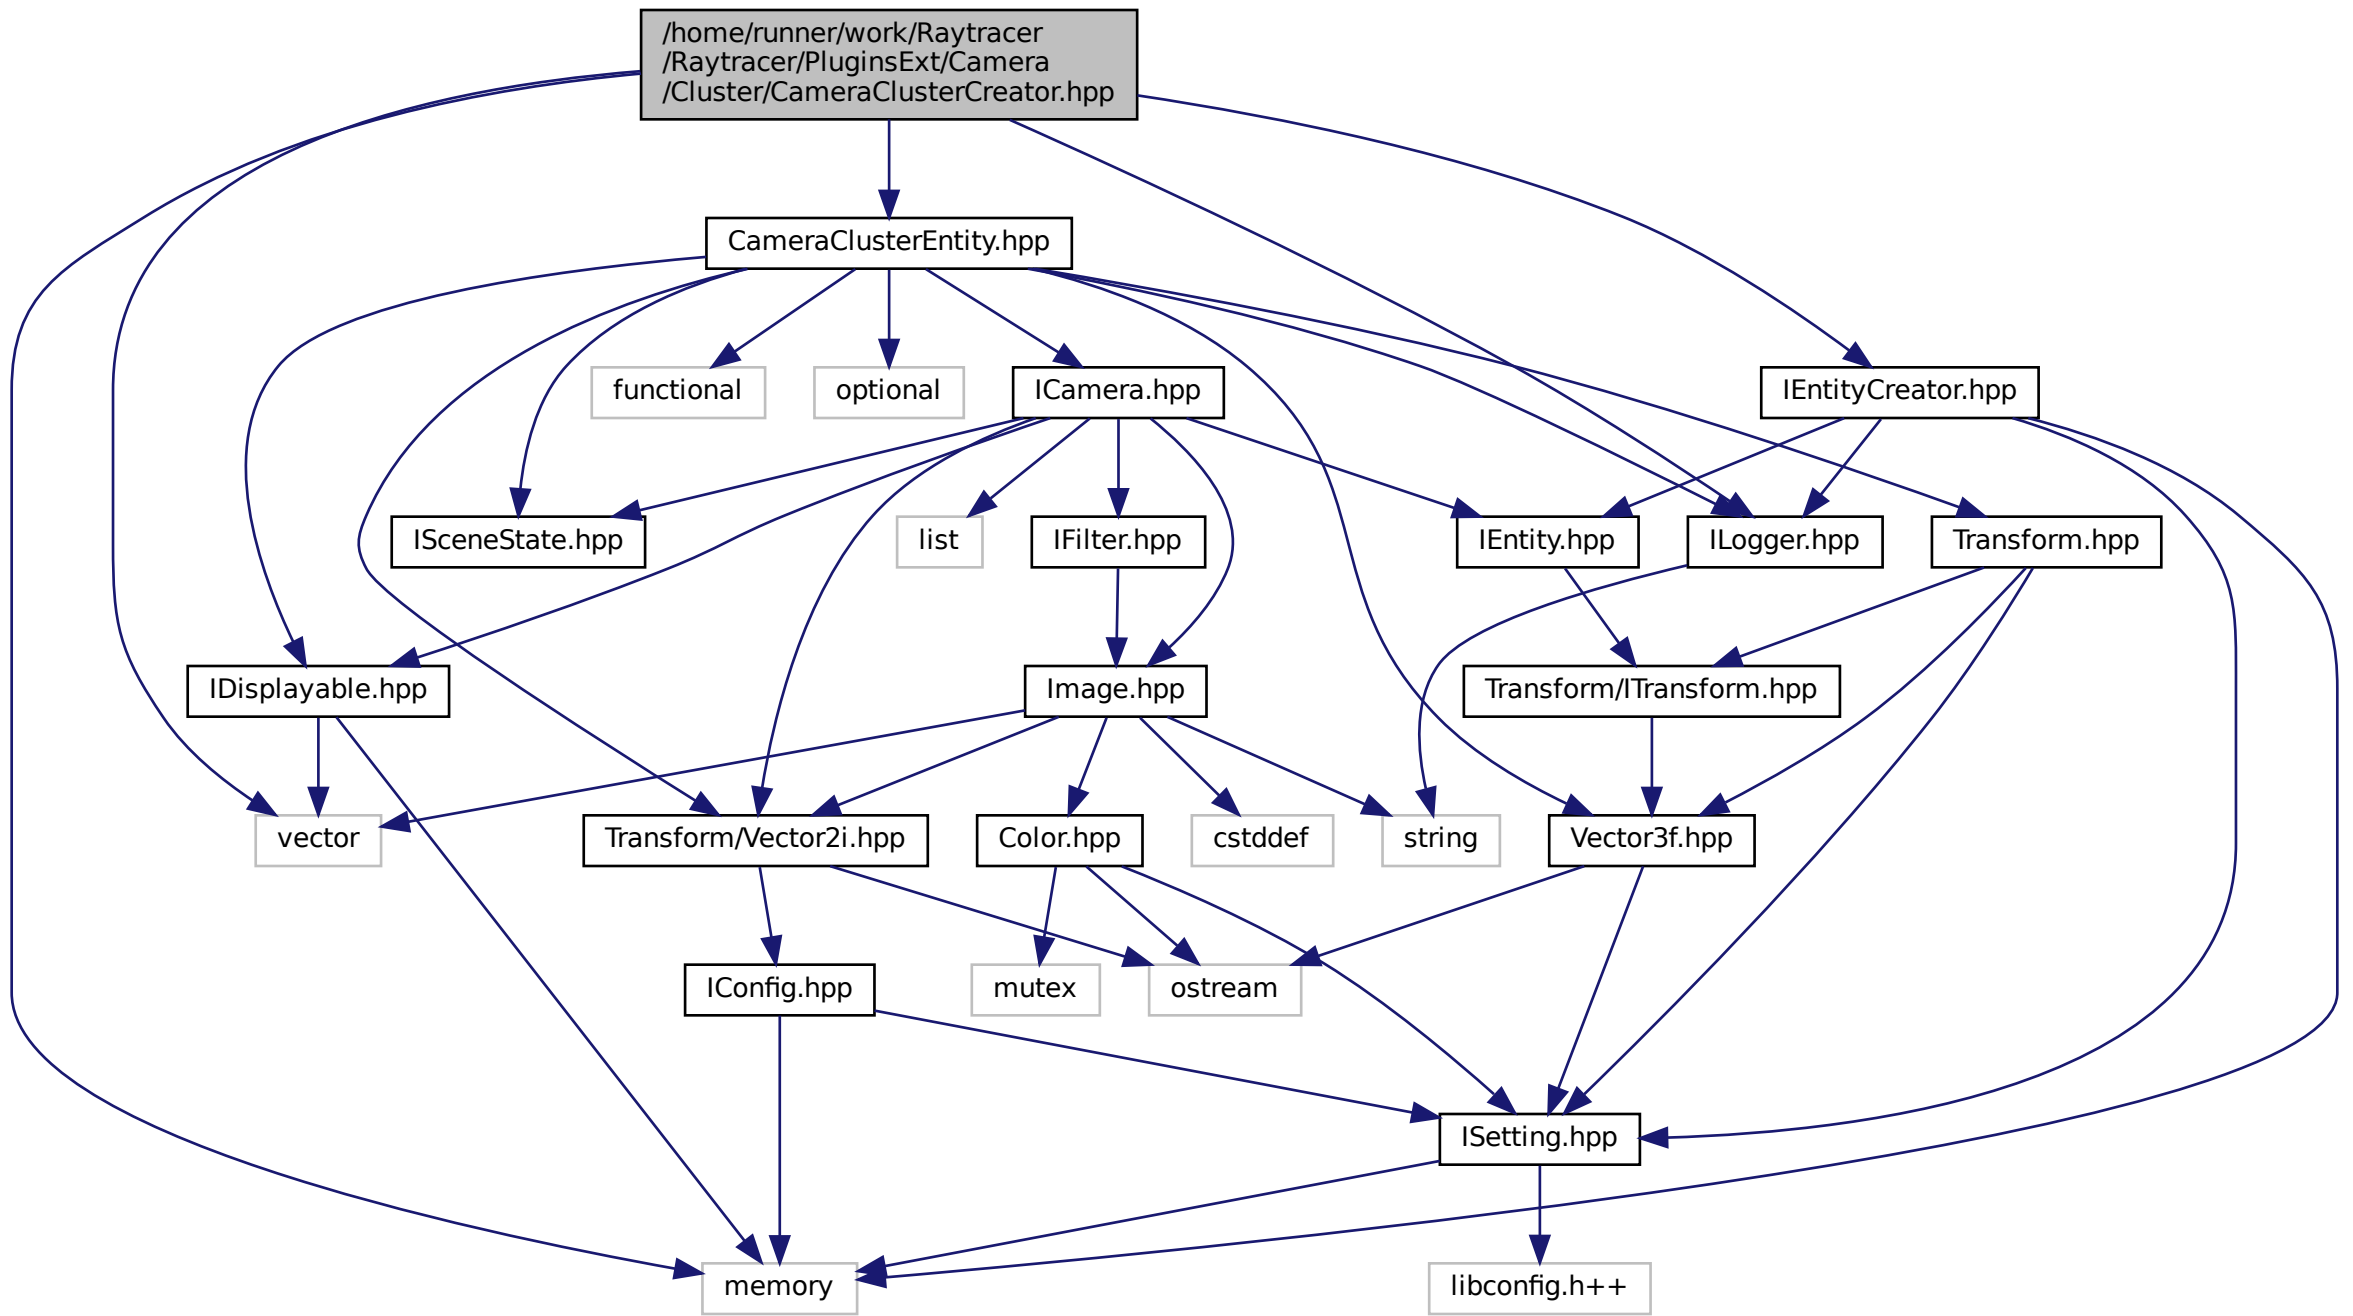 /home/runner/work/Raytracer
/Raytracer/PluginsExt/Camera
/Cluster/CameraClusterCreator.hpp
CameraClusterEntity.hpp
functional
optional
ICamera.hpp
IEntityCreator.hpp
ISceneState.hpp
list
IFilter.hpp
IEntity.hpp
ILogger.hpp
Transform.hpp
IDisplayable.hpp
Image.hpp
Transform/ITransform.hpp
vector
Transform/Vector2i.hpp
Color.hpp
cstddef
string
Vector3f.hpp
IConfig.hpp
mutex
ostream
ISetting.hpp
memory
libconfig.h++